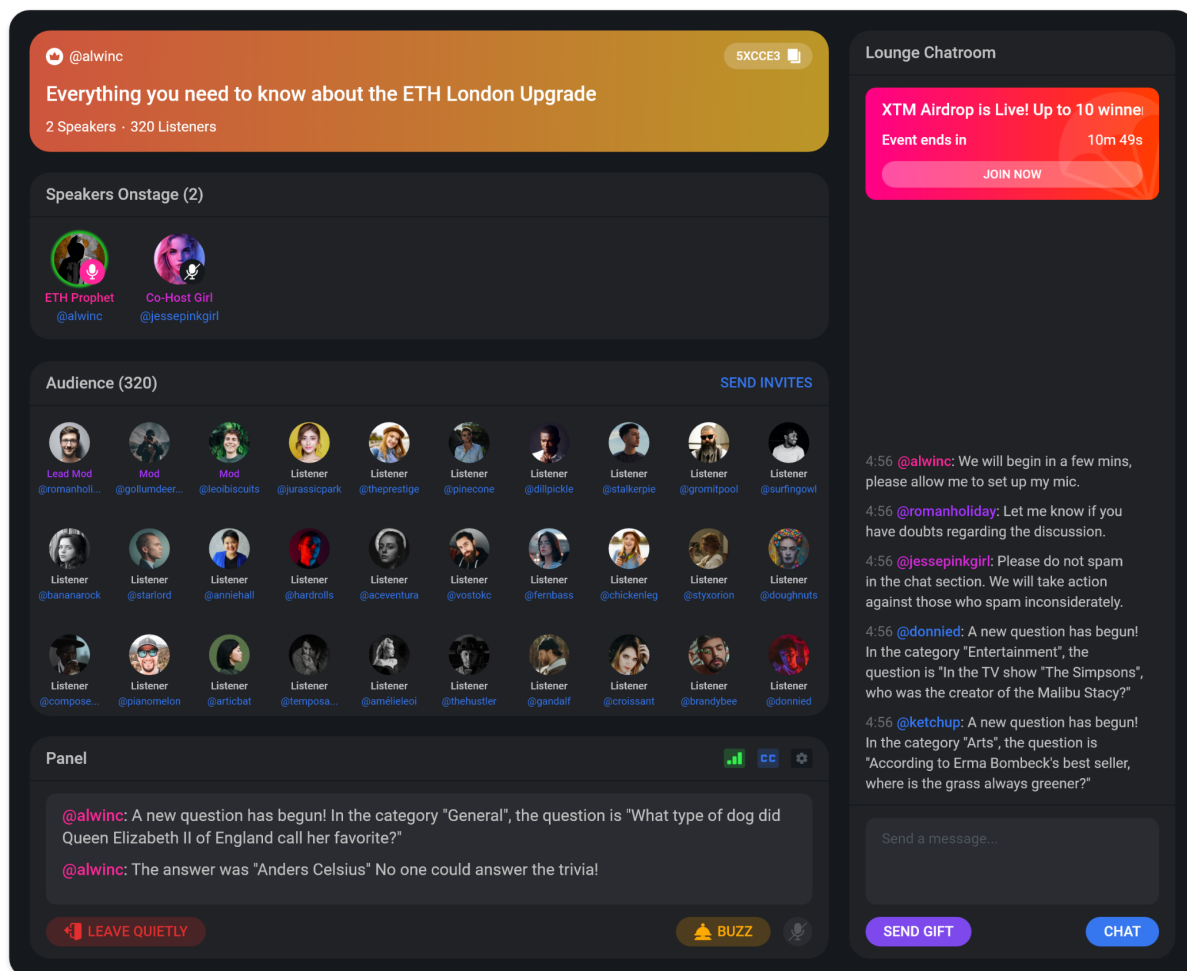 @alwinc
5XCCE3
Everything you need to know about the ETH London Upgrade
2 Speakers · 320 Listeners
Speakers Onstage (2)
ETH Prophet
@alwinc
Co-Host Girl
@jessepinkgirl
Audience (320)
SEND INVITES
Lead Mod Mod Mod Listener Listener Listener Listener Listener Listener Listener
@romanholi... @gollumdeer... @leoibiscuits @jurassicpark @theprestige @pinecone @dillpickle @stalkerpie @gromitpool @surfingowl
Listener Listener Listener Listener Listener Listener Listener Listener Listener Listener
@bananarock @starlord @anniehall @hardrolls @aceventura @vostokc @fernbass @chickenleg @styxorion @doughnuts
Listener Listener Listener Listener Listener Listener Listener Listener Listener Listener
@compose... @pianomelon @articbat @temposa... @amélieleoi @thehustler @gandalf @croissant @brandybee @donnied
Panel
CC
@alwinc: A new question has begun! In the category "General", the question is "What type of dog did
Queen Elizabeth II of England call her favorite?"
@alwinc: The answer was "Anders Celsius" No one could answer the trivia!
LEAVE QUIETLY
BUZZ
Lounge Chatroom
XTM Airdrop is Live! Up to 10 winne
Event ends in
10m 49s
JOIN NOW
4:56 @alwinc: We will begin in a few mins,
please allow me to set up my mic.
4:56 @romanholiday: Let me know if you
have doubts regarding the discussion.
4:56 @jessepinkgirl: Please do not spam
in the chat section. We will take action
against those who spam inconsiderately.
4:56 @donnied: A new question has begun!
In the category "Entertainment", the
question is "In the TV show "The Simpsons",
who was the creator of the Malibu Stacy?"
4:56 @ketchup: A new question has begun!
In the category "Arts", the question is
"According to Erma Bombeck's best seller,
where is the grass always greener?"
Send a message...
SEND GIFT
CHAT